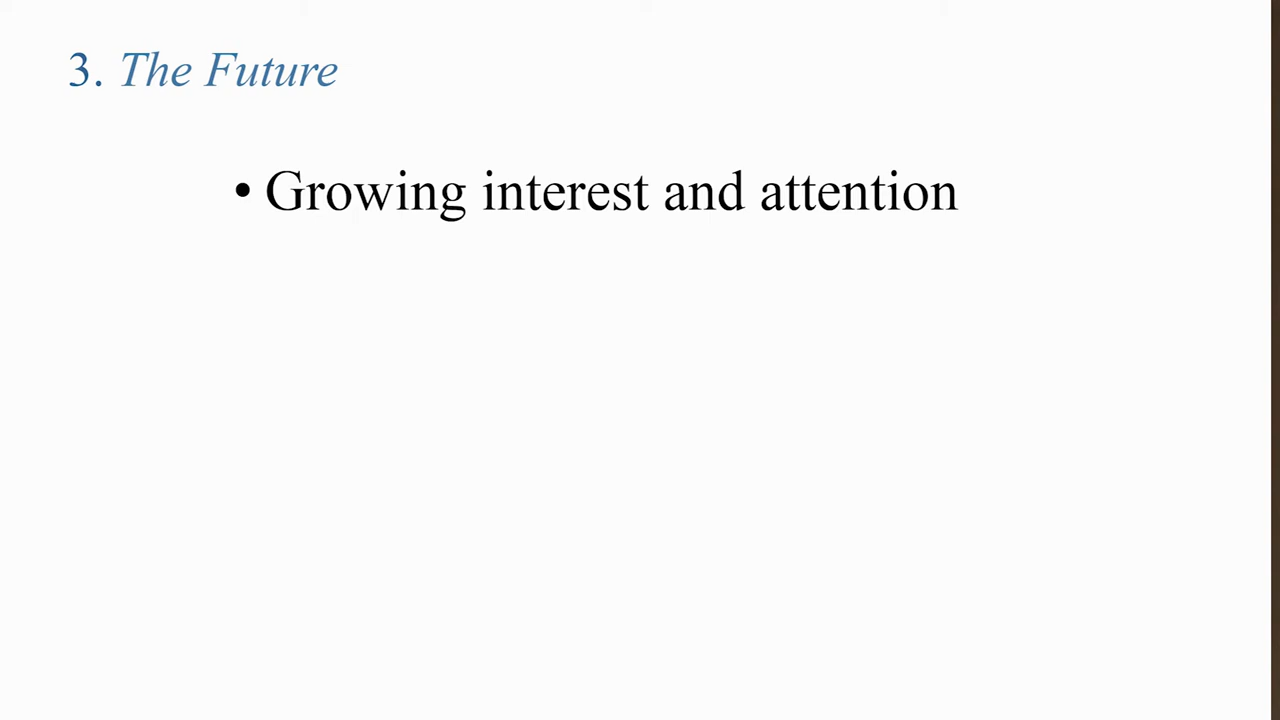 3. The Future
• Growing interest and attention